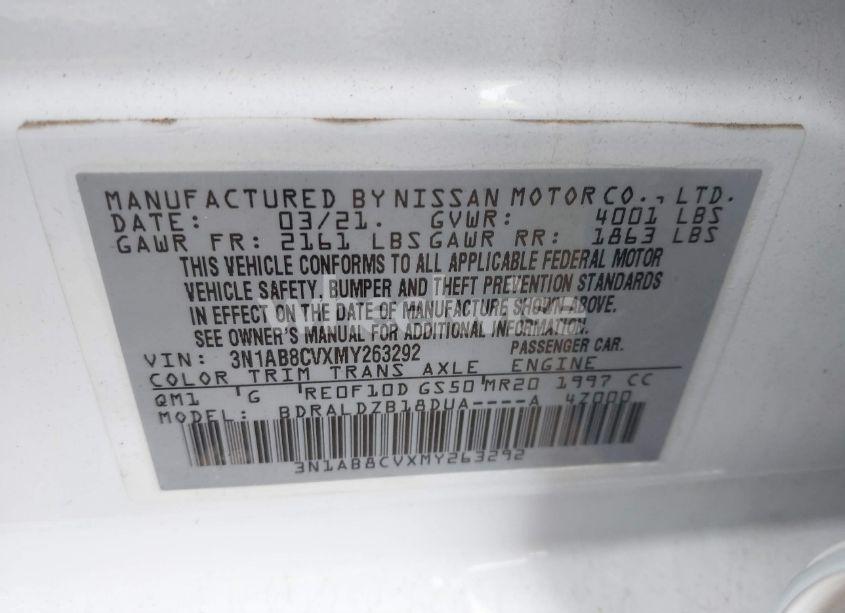 MANUFACTURED BY NISSAN MOTOR CO., LTD.
DATE: 03/21. GVWR: 4001 LBS
GAWR FR: 2161 LBS GAWR RR: 1863 LBS
THIS VEHICLE CONFORMS TO ALL APPLICABLE FEDERAL MOTOR
VEHICLE SAFETY, BUMPER AND THEFT PREVENTION STANDARDS
IN EFFECT ON THE DATE OF MANUFACTURE SHOWN ABOVE.
SEE OWNER'S MANUAL FOR ADDITIONAL INFORMATION.
VIN: 3N1AB8CVXMY263292 PASSENGER CAR.
COLOR TRIM TRANS AXLE ENGINE
QM1 G RE0F10D GS50 MR20 1997 CC
MODEL: BDRALDZB18DUA----A 4Z000
3N1AB8CVXMY263292